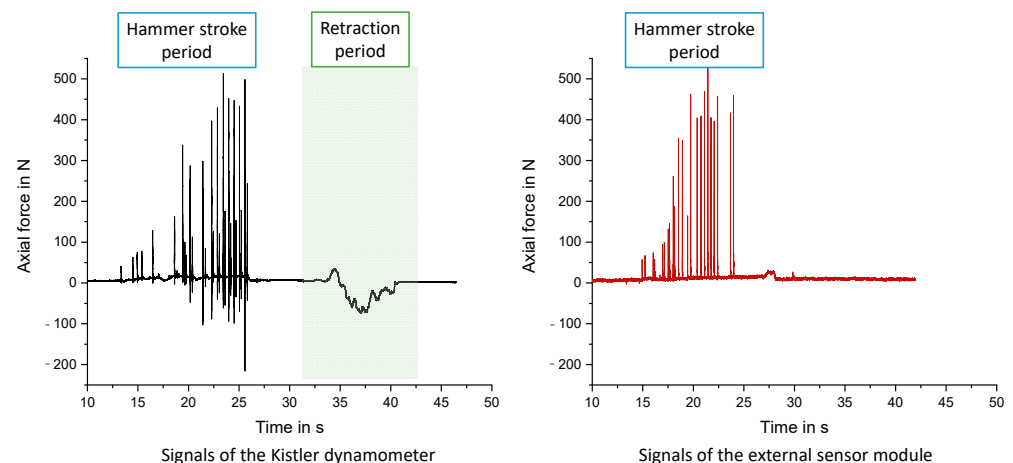 Hammer stroke
period
Retraction
period
500
400
300
200
100
0
- 100
- 200
Axial force in N
10 15 20 25 30 35 40 45 50
Time in s
Signals of the Kistler dynamometer
Hammer stroke
period
500
400
300
200
100
0
- 100
- 200
Axial force in N
10 15 20 25 30 35 40 45 50
Time in s
Signals of the external sensor module